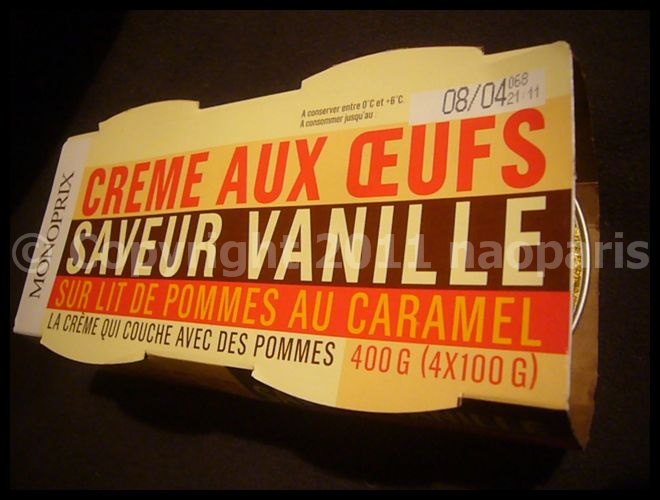 MONOPRIX
A conserver entre 0°C et +6°C.
A consommer jusqu'au :
08/04 068
21:11
CREME AUX ŒUFS
SAVEUR VANILLE
SUR LIT DE POMMES AU CARAMEL
LA CRÈME QUI COUCHE AVEC DES POMMES
400 G (4X100 G)
© Copyright 2011 naoparis